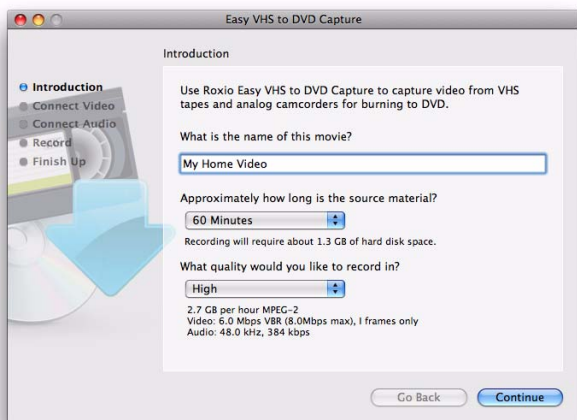 Easy VHS to DVD Capture
Introduction
Introduction
Connect Video
Connect Audio
Record
Finish Up
Use Roxio Easy VHS to DVD Capture to capture video from VHS
tapes and analog camcorders for burning to DVD.
What is the name of this movie?
My Home Video
Approximately how long is the source material?
60 Minutes
Recording will require about 1.3 GB of hard disk space.
What quality would you like to record in?
High
2.7 GB per hour MPEG-2
Video: 6.0 Mbps VBR (8.0Mbps max), I frames only
Audio: 48.0 kHz, 384 kbps
Go Back
Continue